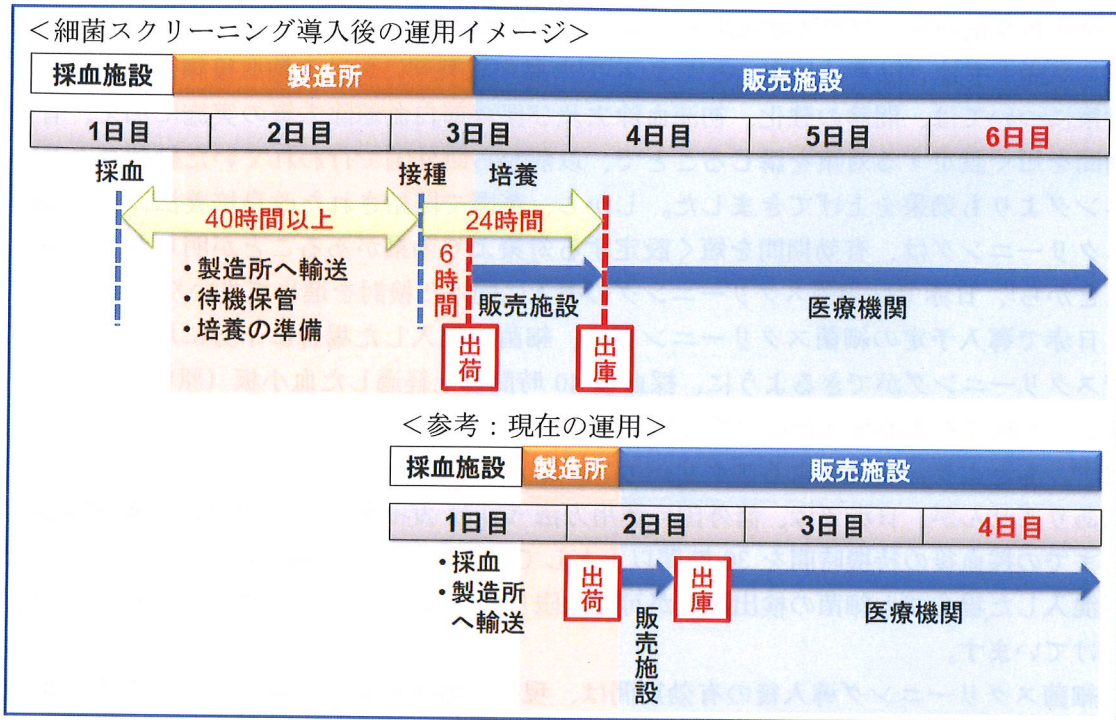 ＜細菌スクリーニング導入後の運用イメージ＞
採血施設 製造所 販売施設
1日目 2日目 3日目 4日目 5日目 6日目
採血 接種 培養
40時間以上 24時間
・製造所へ輸送
・待機保管
・培養の準備
6時間
販売施設
医療機関
出荷
出庫
＜参考：現在の運用＞
採血施設 製造所 販売施設
1日目 2日目 3日目 4日目
・採血
・製造所
へ輸送
出荷
出庫
販売施設
医療機関